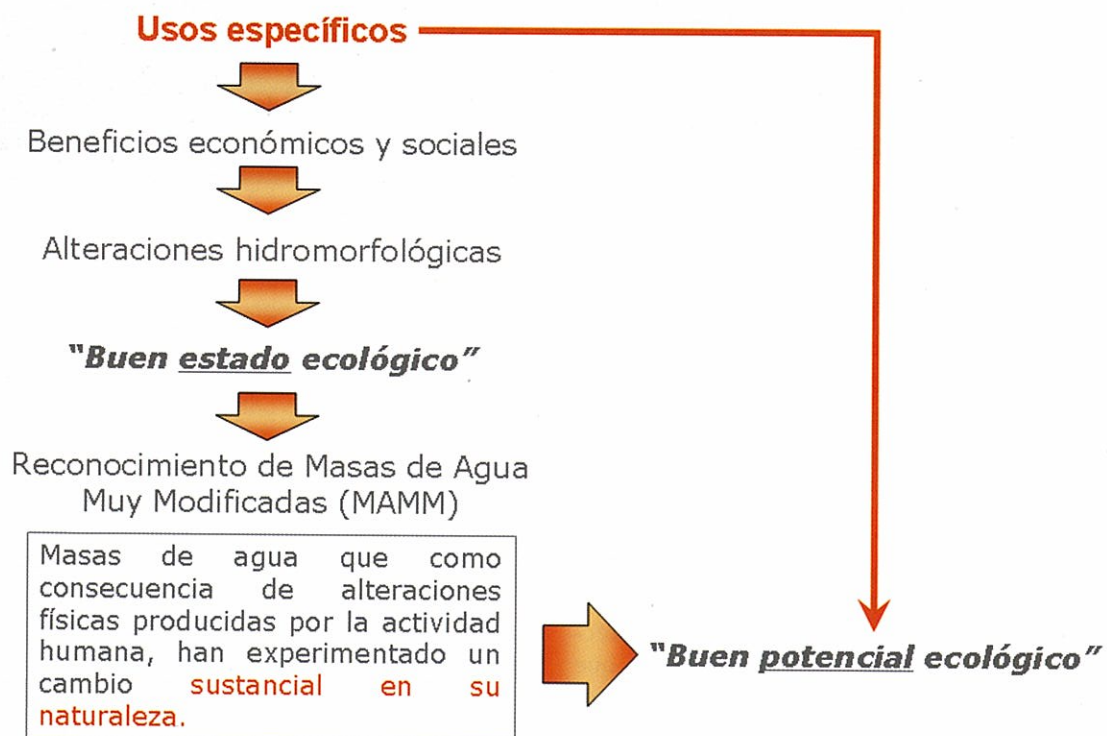 Usos específicos
Beneficios económicos y sociales
Alteraciones hidromorfológicas
"Buen estado ecológico"
Reconocimiento de Masas de Agua
Muy Modificadas (MAMM)
Masas de agua que como
consecuencia de alteraciones
físicas producidas por la actividad
humana, han experimentado un
cambio sustancial en su
naturaleza.
"Buen potencial ecológico"